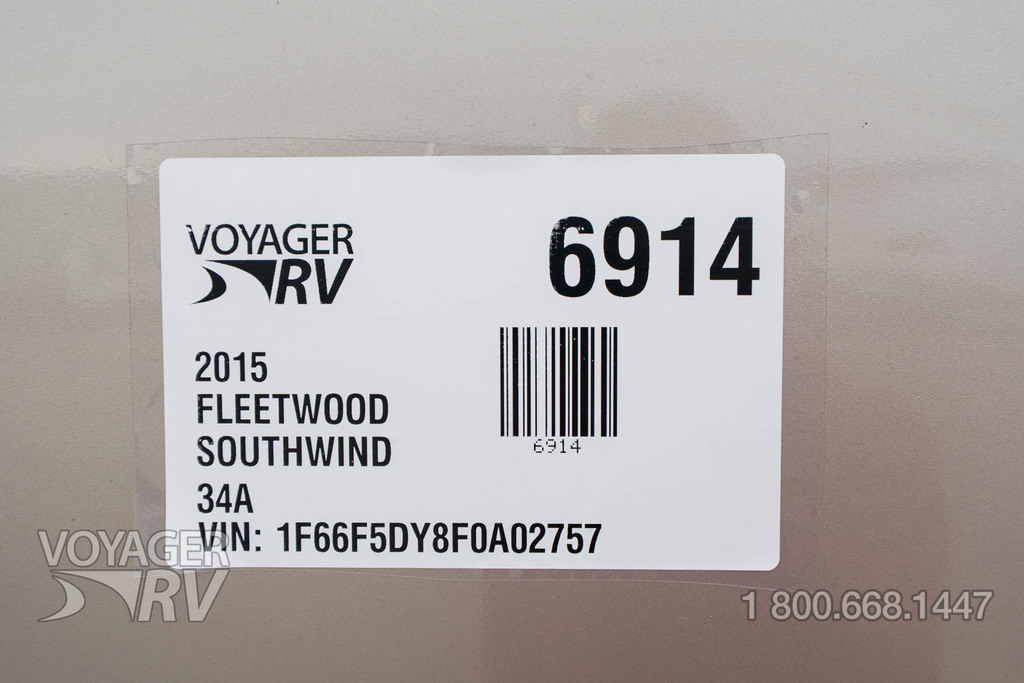 VOYAGER
RV
6914
6914
2015
FLEETWOOD
SOUTHWIND
34A
VIN: 1F66F5DY8F0A02757
VOYAGER
RV
1 800.668.1447